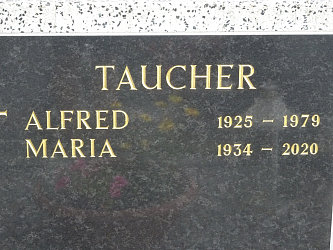 TAUCHER
ALFRED 1925 – 1979
MARIA 1934 – 2020